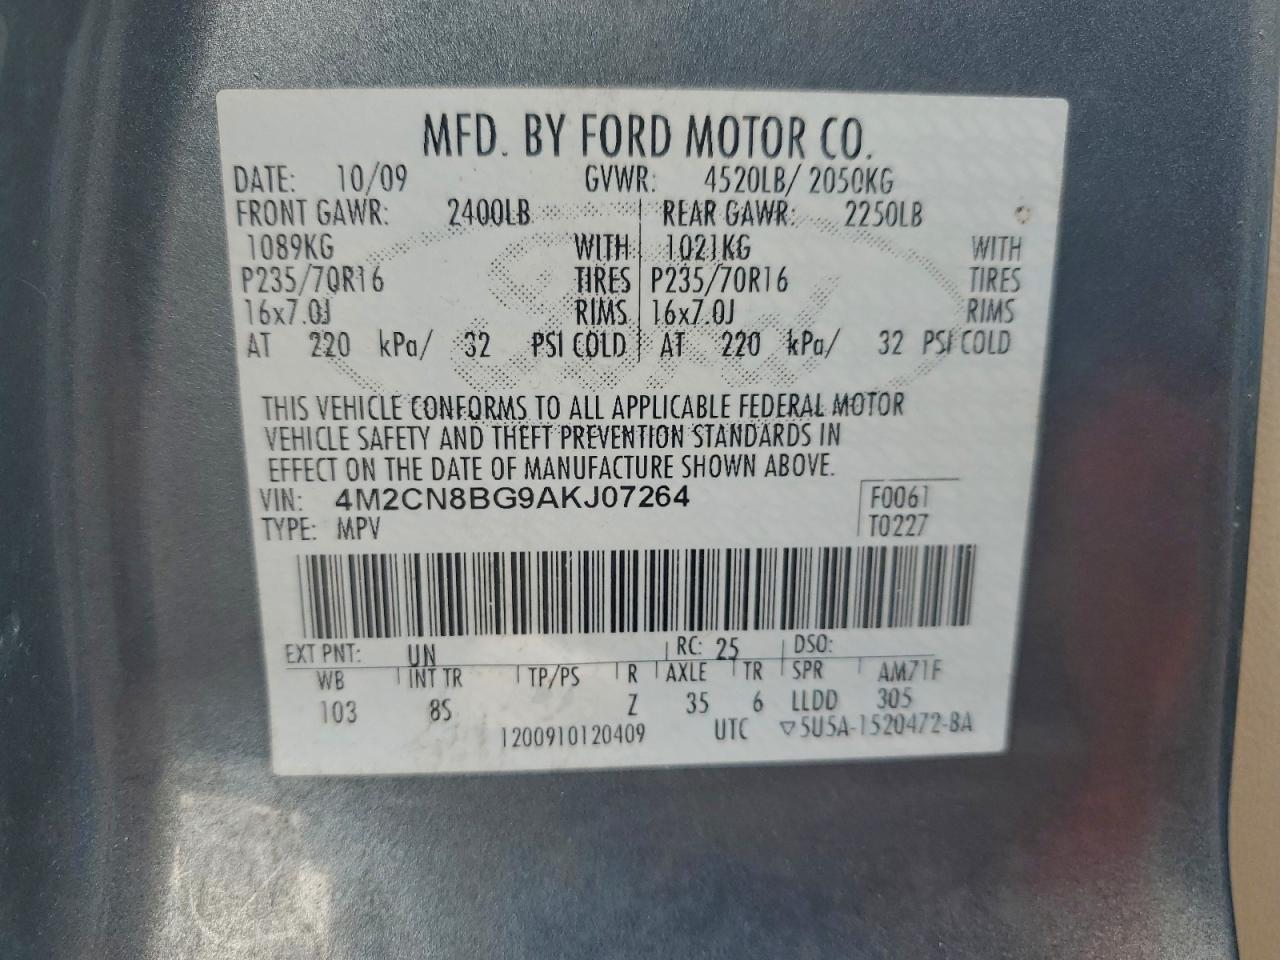 MFD. BY FORD MOTOR CO.
DATE: 10/09 GVWR: 4520LB/ 2050KG
FRONT GAWR: 2400LB REAR GAWR: 2250LB
1089KG WITH 1021KG WITH
P235/70R16 TIRES P235/70R16 TIRES
16x7.0J RIMS 16x7.0J RIMS
AT 220 kPa/ 32 PSI COLD AT 220 kPa/ 32 PSI COLD
THIS VEHICLE CONFORMS TO ALL APPLICABLE FEDERAL MOTOR
VEHICLE SAFETY AND THEFT PREVENTION STANDARDS IN
EFFECT ON THE DATE OF MANUFACTURE SHOWN ABOVE.
VIN: 4M2CN8BG9AKJ07264 F0061
TYPE: MPV T0227
EXT PNT: UN RC: 25 DSO:
WB INT TR TP/PS R AXLE TR SPR AM71F
103 8S Z 35 6 LLDD 305
1200910120409 UTC ▽5U5A-1520472-BA